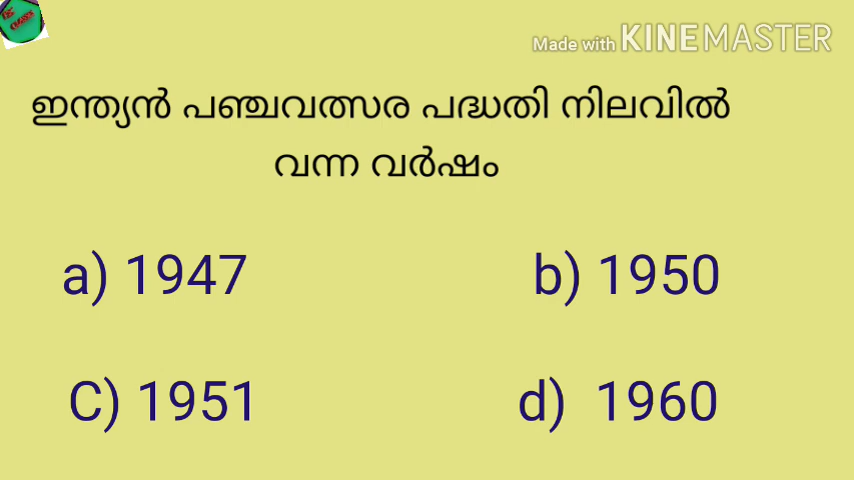 Made with KINEMASTER
ഇന്ത്യൻ പഞ്ചവത്സര പദ്ധതി നിലവിൽ
വന്ന വർഷം
a) 1947 b) 1950
C) 1951 d) 1960